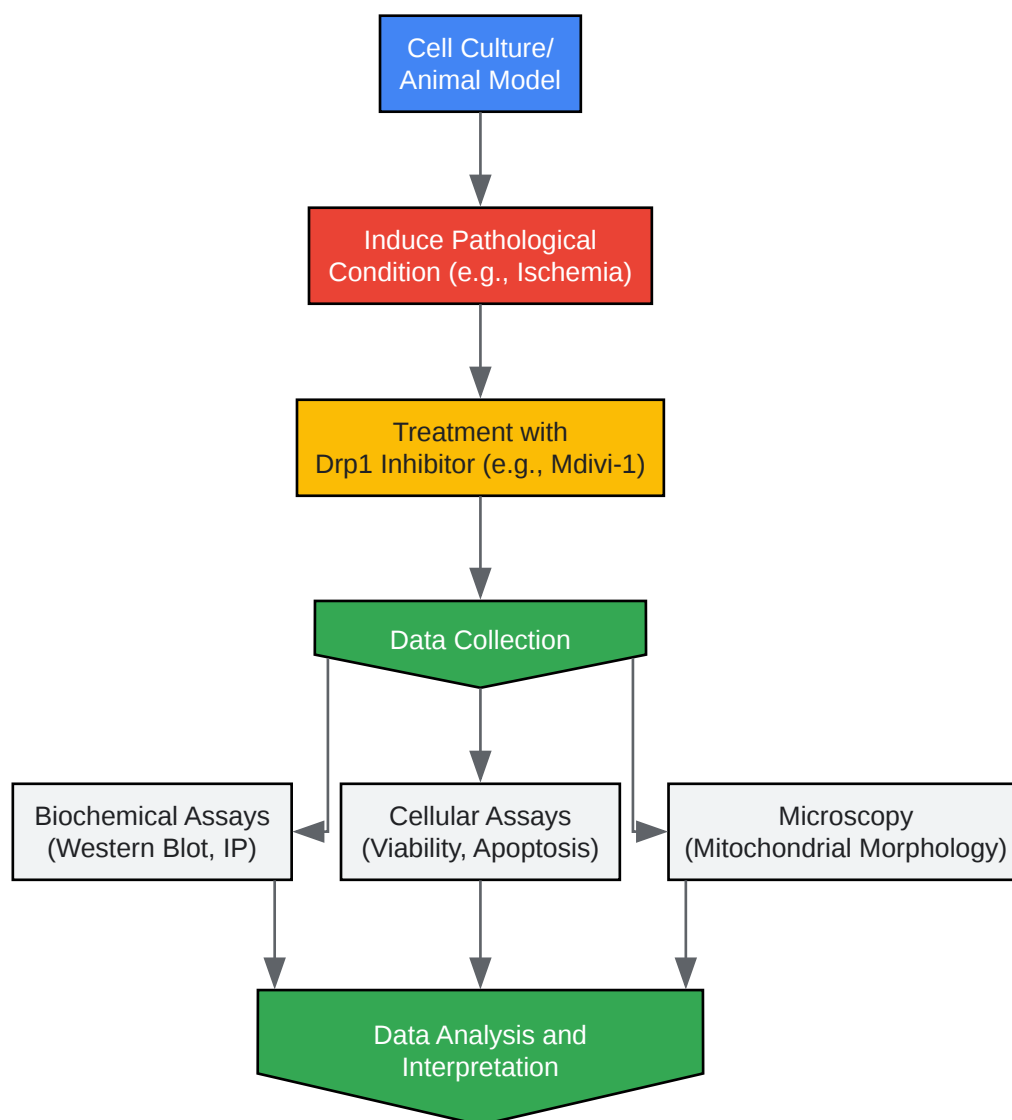 Cell Culture/
Animal Model
Induce Pathological
Condition (e.g., Ischemia)
Treatment with
Drp1 Inhibitor (e.g., Mdivi-1)
Data Collection
Biochemical Assays
(Western Blot, IP)
Cellular Assays
(Viability, Apoptosis)
Microscopy
(Mitochondrial Morphology)
Data Analysis and
Interpretation